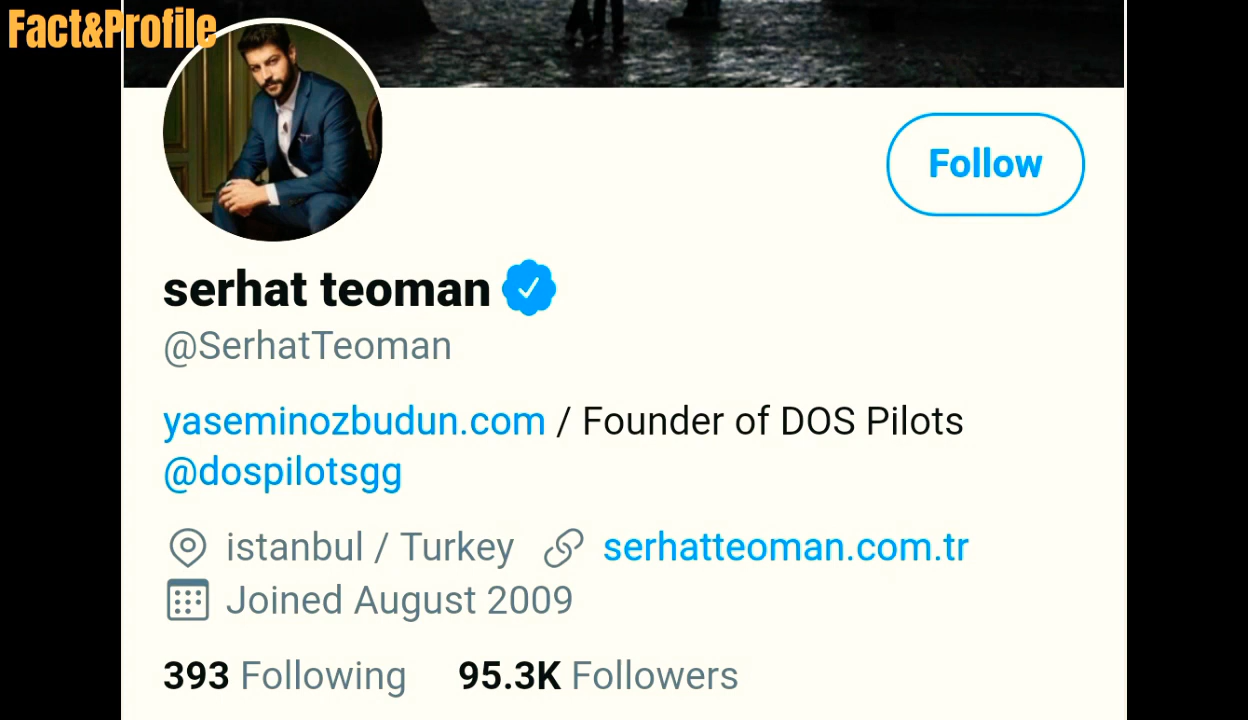 Fact&Profile
Follow
serhat teoman
@SerhatTeoman
yaseminozbudun.com / Founder of DOS Pilots
@dospilotsgg
istanbul / Turkey serhatteoman.com.tr
Joined August 2009
393 Following 95.3K Followers